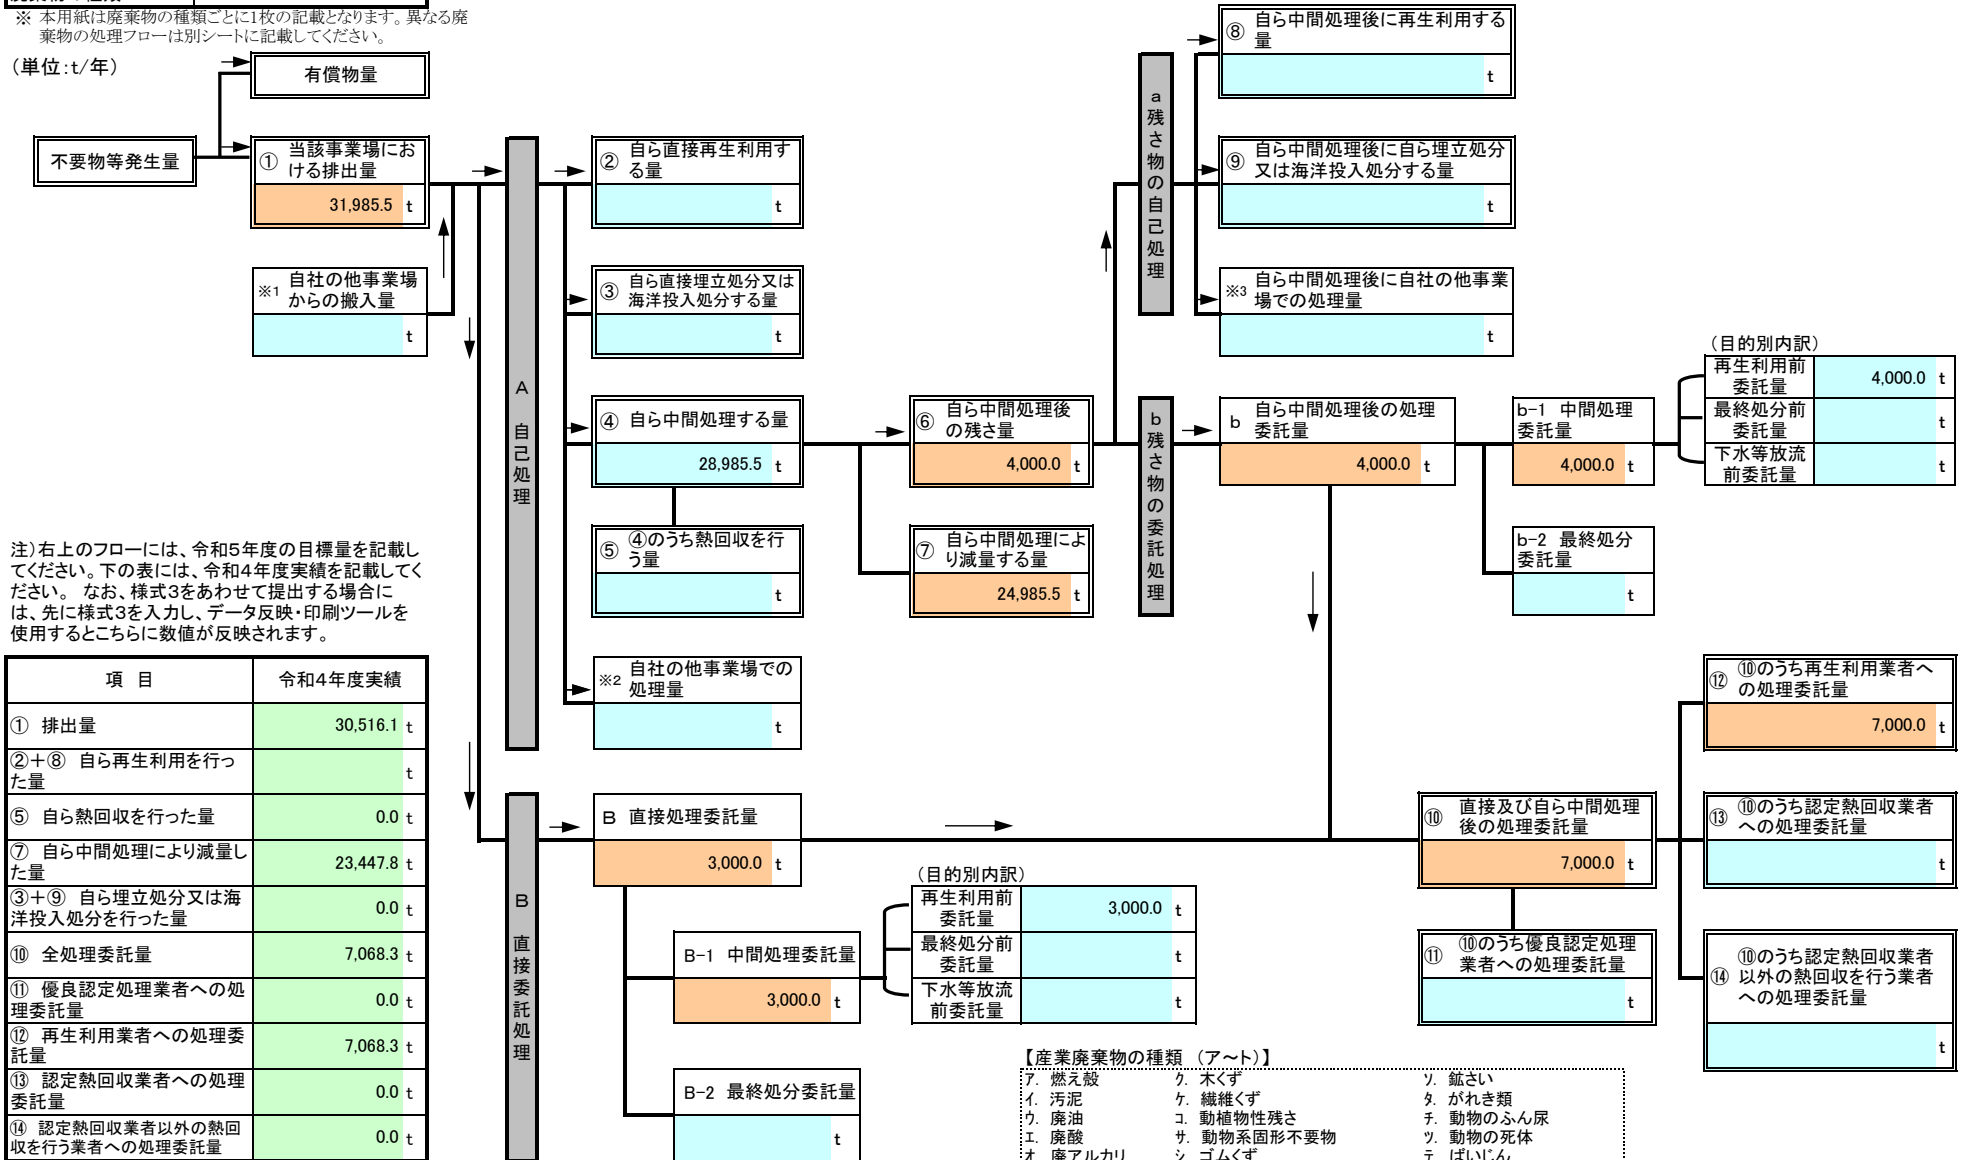 ※ 本用紙は廃棄物の種類ごとに1枚の記載となります。異なる廃
棄物の処理フローは別シートに記載してください。
（単位:t/年）
有償物量
不要物等発生量
① 当該事業場にお
ける排出量
31,985.5 t
※1 自社の他事業場
からの搬入量
t
A 自己処理
② 自ら直接再生利用す
る量
t
③ 自ら直接埋立処分又は
海洋投入処分する量
t
④ 自ら中間処理する量
28,985.5 t
⑤ ④のうち熱回収を行
う量
t
※2 自社の他事業場での
処理量
t
⑥ 自ら中間処理後
の残さ量
4,000.0 t
⑦ 自ら中間処理によ
り減量する量
24,985.5 t
a 残さ物の自己処理
⑧ 自ら中間処理後に再生利用する
量
t
⑨ 自ら中間処理後に自ら埋立処分
又は海洋投入処分する量
t
※3 自ら中間処理後に自社の他事業
場での処理量
t
b 残さ物の委託処理
b 自ら中間処理後の処理
委託量
4,000.0 t
b-1 中間処理
委託量
4,000.0 t
b-2 最終処分
委託量
t
（目的別内訳）
再生利用前
委託量
4,000.0 t
最終処分前
委託量
t
下水等放流
前委託量
t
注）右上のフローには、令和5年度の目標量を記載し
てください。下の表には、令和4年度実績を記載してく
ださい。 なお、様式3をあわせて提出する場合に
は、先に様式3を入力し、データ反映・印刷ツールを
使用するとこちらに数値が反映されます。
項 目 令和4年度実績
① 排出量 30,516.1 t
②＋⑧ 自ら再生利用を行っ
た量
t
⑤ 自ら熱回収を行った量 0.0 t
⑦ 自ら中間処理により減量し
た量
23,447.8 t
③＋⑨ 自ら埋立処分又は海
洋投入処分を行った量
0.0 t
⑩ 全処理委託量 7,068.3 t
⑪ 優良認定処理業者への処
理委託量
0.0 t
⑫ 再生利用業者への処理委
託量
7,068.3 t
⑬ 認定熱回収業者への処理
委託量
0.0 t
⑭ 認定熱回収業者以外の熱回
収を行う業者への処理委託量
0.0 t
B 直接委託処理
B 直接処理委託量
3,000.0 t
B-1 中間処理委託量
3,000.0 t
B-2 最終処分委託量
t
（目的別内訳）
再生利用前
委託量
3,000.0 t
最終処分前
委託量
t
下水等放流
前委託量
t
⑩ 直接及び自ら中間処理
後の処理委託量
7,000.0 t
⑪ ⑩のうち優良認定処理
業者への処理委託量
t
⑫ ⑩のうち再生利用業者へ
の処理委託量
7,000.0 t
⑬ ⑩のうち認定熱回収業者
への処理委託量
t
⑭ ⑩のうち認定熱回収業者
以外の熱回収を行う業者
への処理委託量
t
【産業廃棄物の種類 （ア～ト）】
ア. 燃え殻 ク. 木くず ソ. 鉱さい
イ. 汚泥 ケ. 繊維くず タ. がれき類
ウ. 廃油 コ. 動植物性残さ チ. 動物のふん尿
エ. 廃酸 サ. 動物系固形不要物 ツ. 動物の死体
オ. 廃アルカリ シ. ゴムくず テ. ばいじん